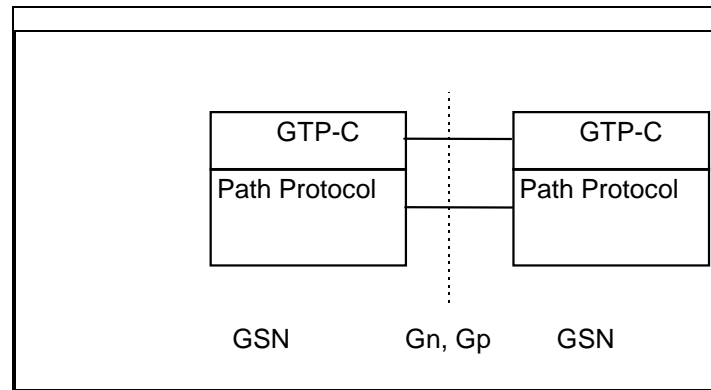 GTP-C GTP-C
Path Protocol Path Protocol
GSN Gn, Gp GSN